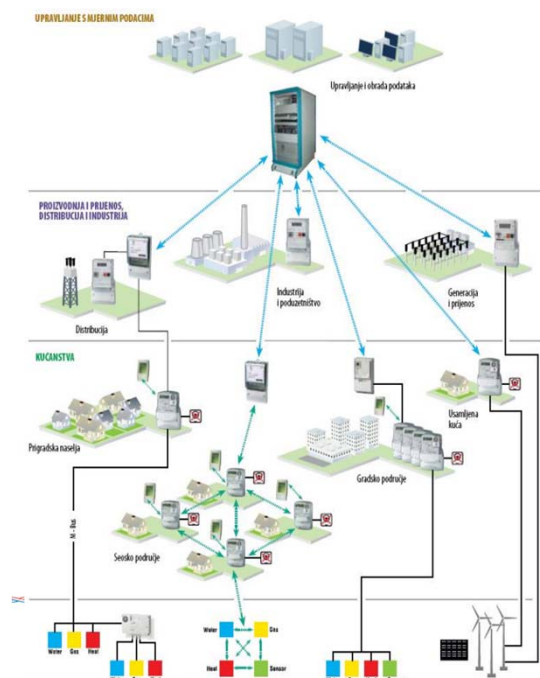 UPRAVLJANJE S MJERNIM PODACIMA
Upravljanje i obrada podataka
PROIZVODNJA I PRIJENOS,
DISTRIBUCIJA I INDUSTRIJA
Industrija
i poduzetništvo
Generacija
i prijenos
Distribucija
KUĆANSTVA
Prigradska naselja
Usamljena
kuća
Gradsko područje
Seosko područje
M - Bus
Water
Gas
Heat
Water
Gas
Heat
Sensor